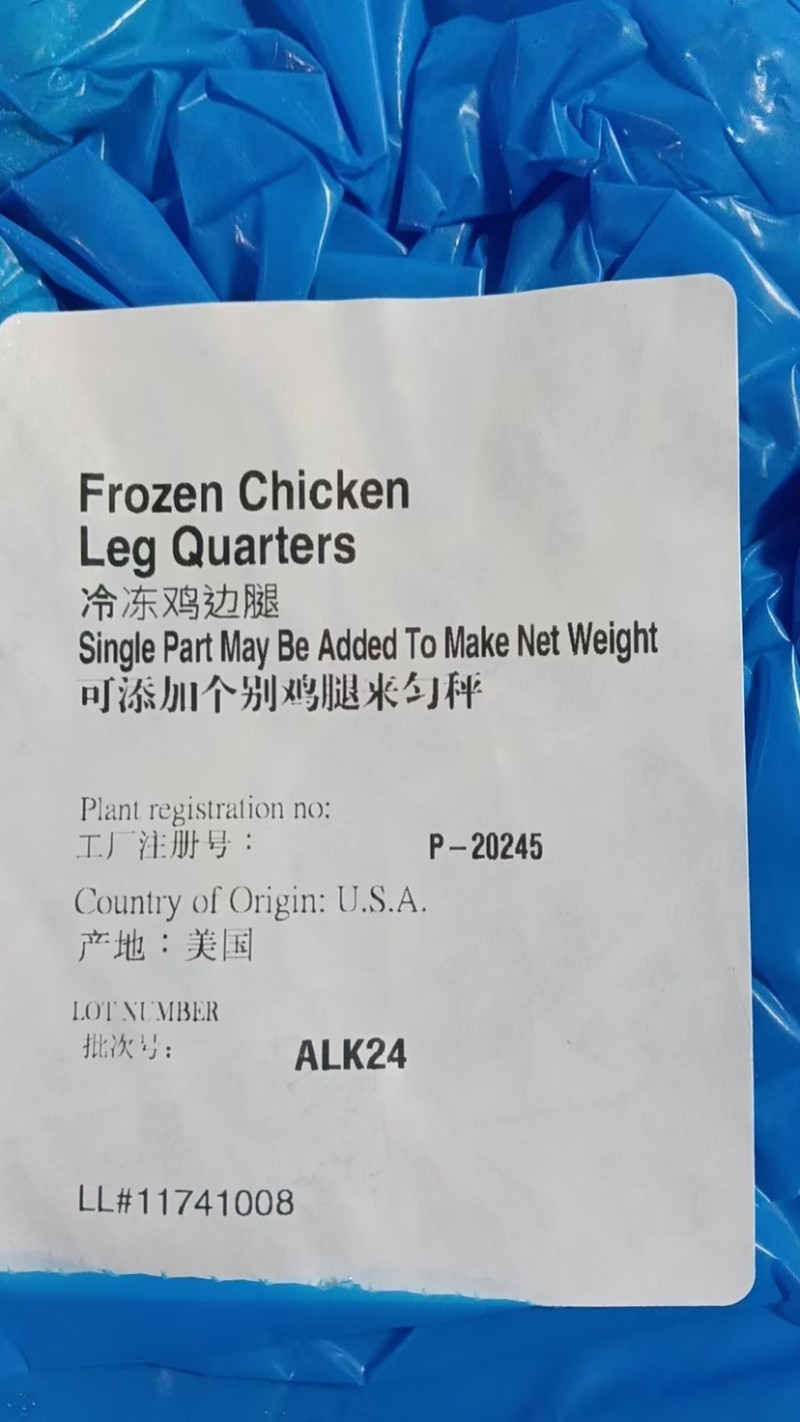 Frozen Chicken
Leg Quarters
冷冻鸡边腿
Single Part May Be Added To Make Net Weight
可添加个别鸡腿来匀秤
Plant registration no:
工厂注册号： P-20245
Country of Origin: U.S.A.
产地：美国
LOT NUMBER
批次号： ALK24
LL#11741008